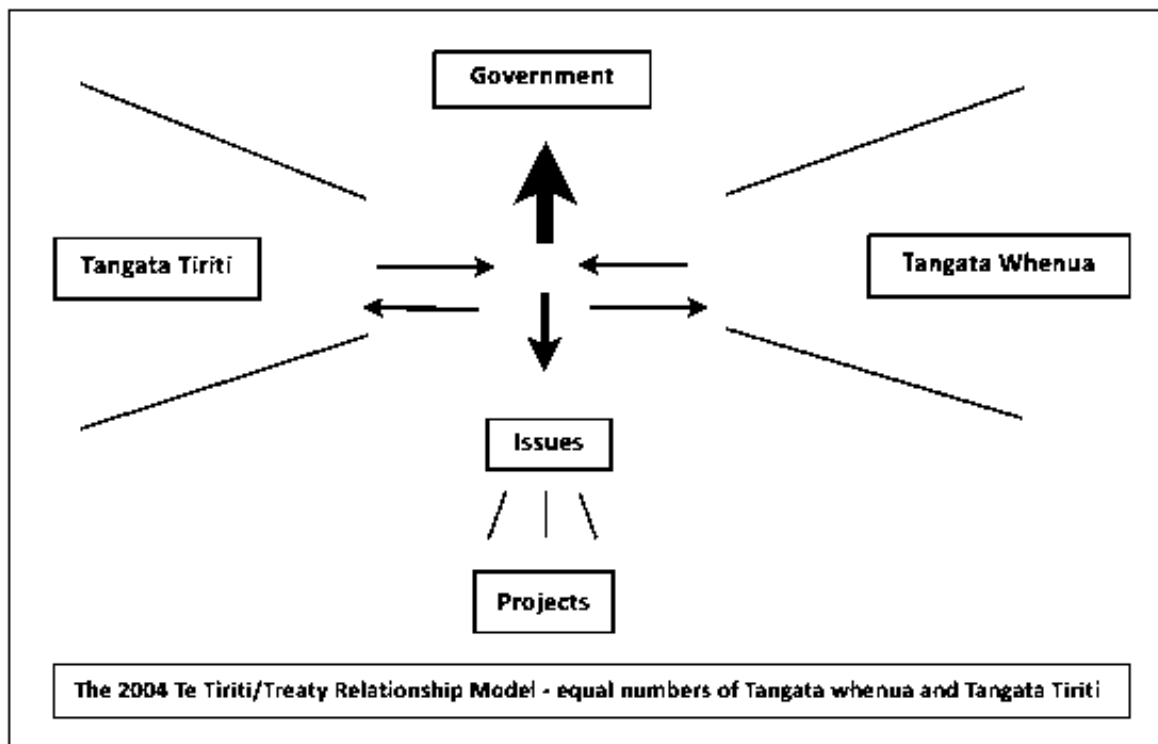 Government
Tangata Tiriti
Tangata Whenua
Issues
Projects
The 2004 Te Tiriti/Treaty Relationship Model - equal numbers of Tangata whenua and Tangata Tiriti